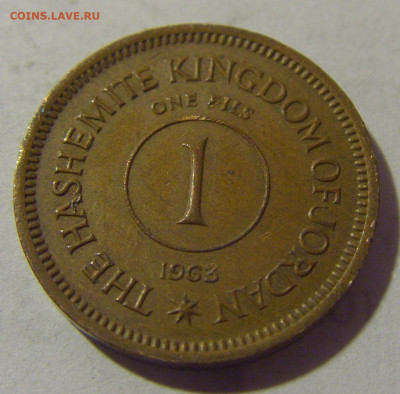 COINS.LAVE.RU
THE HASHEMITE KINGDOM OF JORDAN
ONE FILS
1
1963